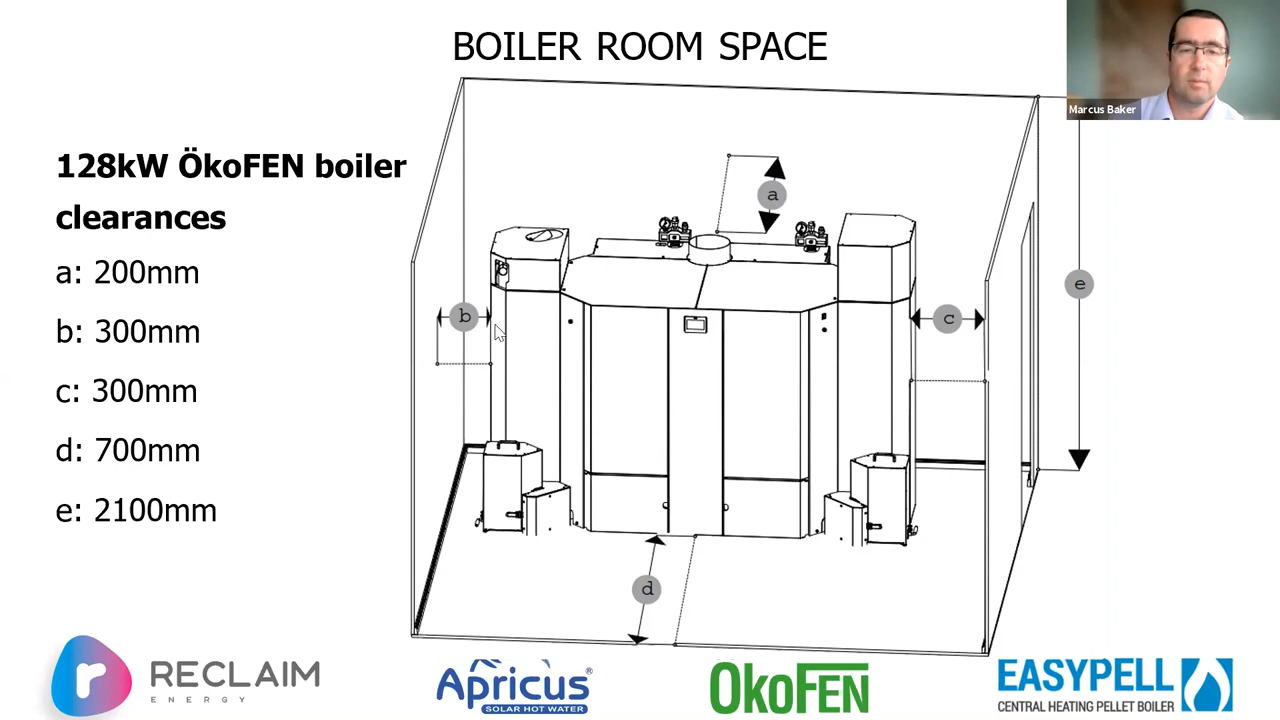 BOILER ROOM SPACE
Marcus Baker
128kW ÖkoFEN boiler
clearances
a: 200mm
b: 300mm
c: 300mm
d: 700mm
e: 2100mm
a
b
c
d
e
RECLAIM
ENERGY
Apricus®
SOLAR HOT WATER
ÖkoFEN
EASYPELL
CENTRAL HEATING PELLET BOILER